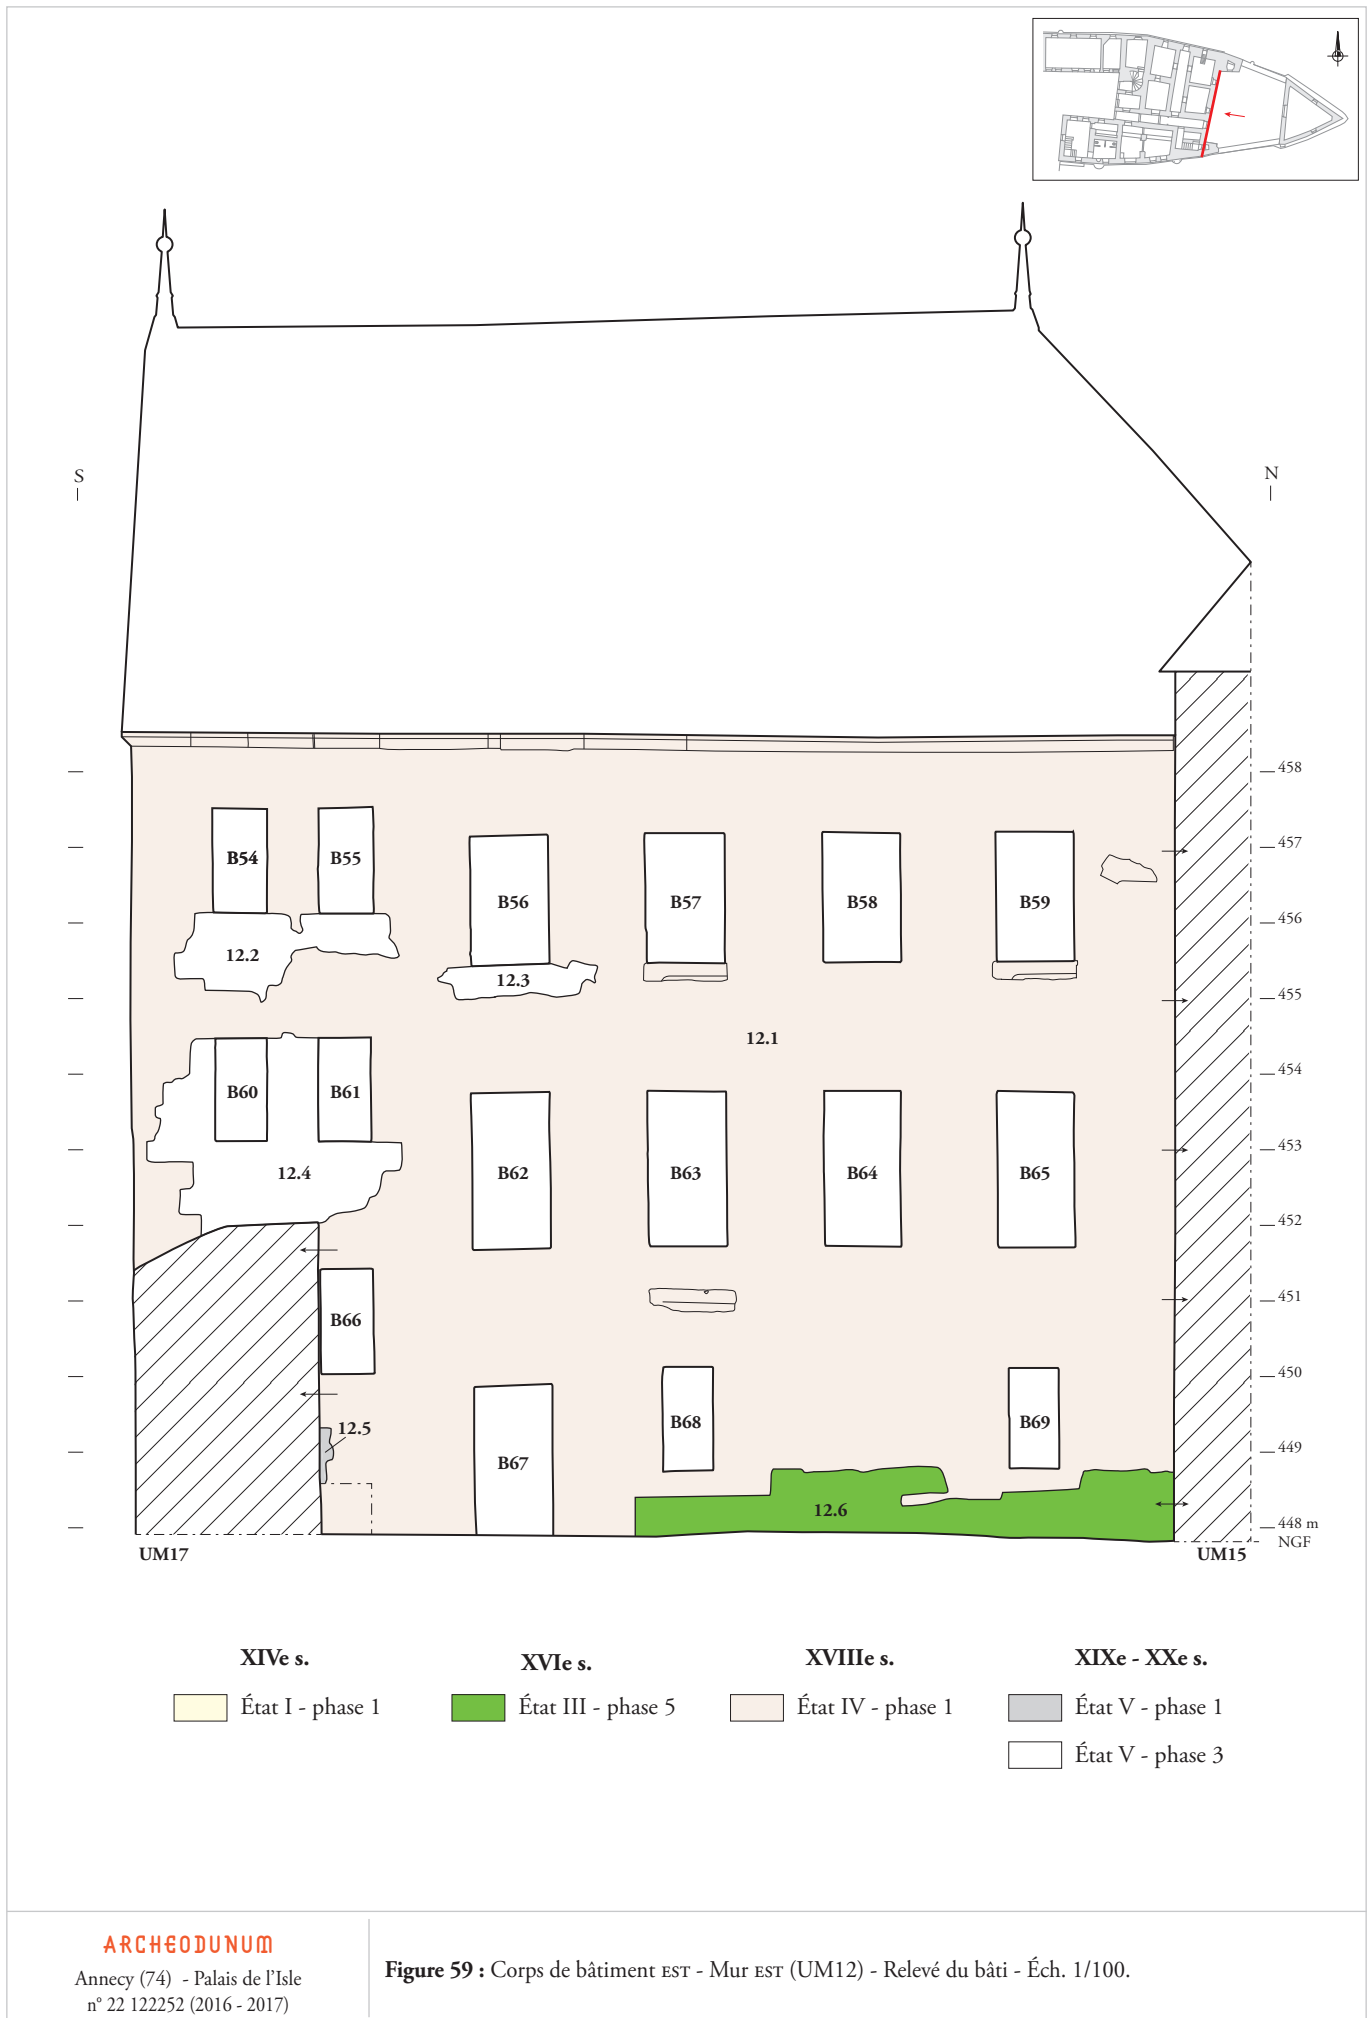 S
N
458
457
456
455
454
453
452
451
450
449
448 m
NGF
B54
B55
B56
B57
B58
B59
12.2
12.3
12.1
B60
B61
B62
B63
B64
B65
12.4
B66
12.5
B67
B68
B69
12.6
UM17
UM15
XIVe s.
État I - phase 1
XVIe s.
État III - phase 5
XVIIIe s.
État IV - phase 1
XIXe - XXe s.
État V - phase 1
État V - phase 3
ARCHEODUNUM
Annecy (74) - Palais de l'Isle
n° 22 122252 (2016 - 2017)
Figure 59 : Corps de bâtiment EST - Mur EST (UM12) - Relevé du bâti - Éch. 1/100.